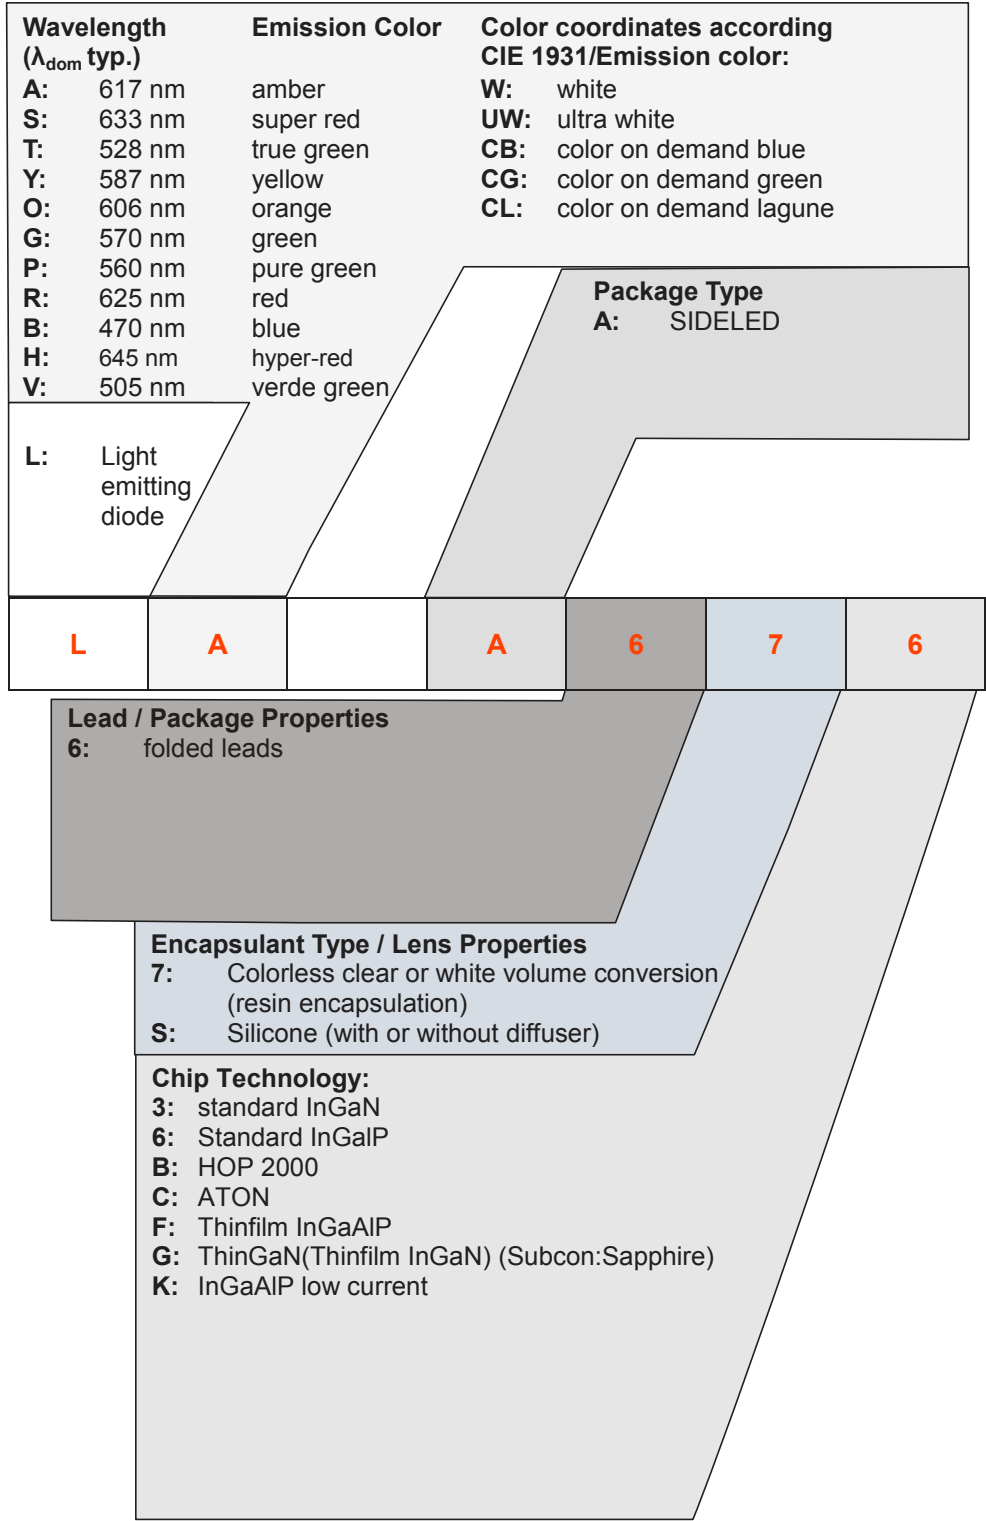 Wavelength Emission Color Color coordinates according
(λdom typ.) CIE 1931/Emission color:
A: 617 nm amber W: white
S: 633 nm super red UW: ultra white
T: 528 nm true green CB: color on demand blue
Y: 587 nm yellow CG: color on demand green
O: 606 nm orange CL: color on demand lagune
G: 570 nm green
P: 560 nm pure green
R: 625 nm red
B: 470 nm blue
H: 645 nm hyper-red
V: 505 nm verde green
Package Type
A: SIDELED
L: Light
emitting
diode
L A A 6 7 6
Lead / Package Properties
6: folded leads
Encapsulant Type / Lens Properties
7: Colorless clear or white volume conversion
(resin encapsulation)
S: Silicone (with or without diffuser)
Chip Technology:
3: standard InGaN
6: Standard InGalP
B: HOP 2000
C: ATON
F: Thinfilm InGaAlP
G: ThinGaN(Thinfilm InGaN) (Subcon:Sapphire)
K: InGaAlP low current